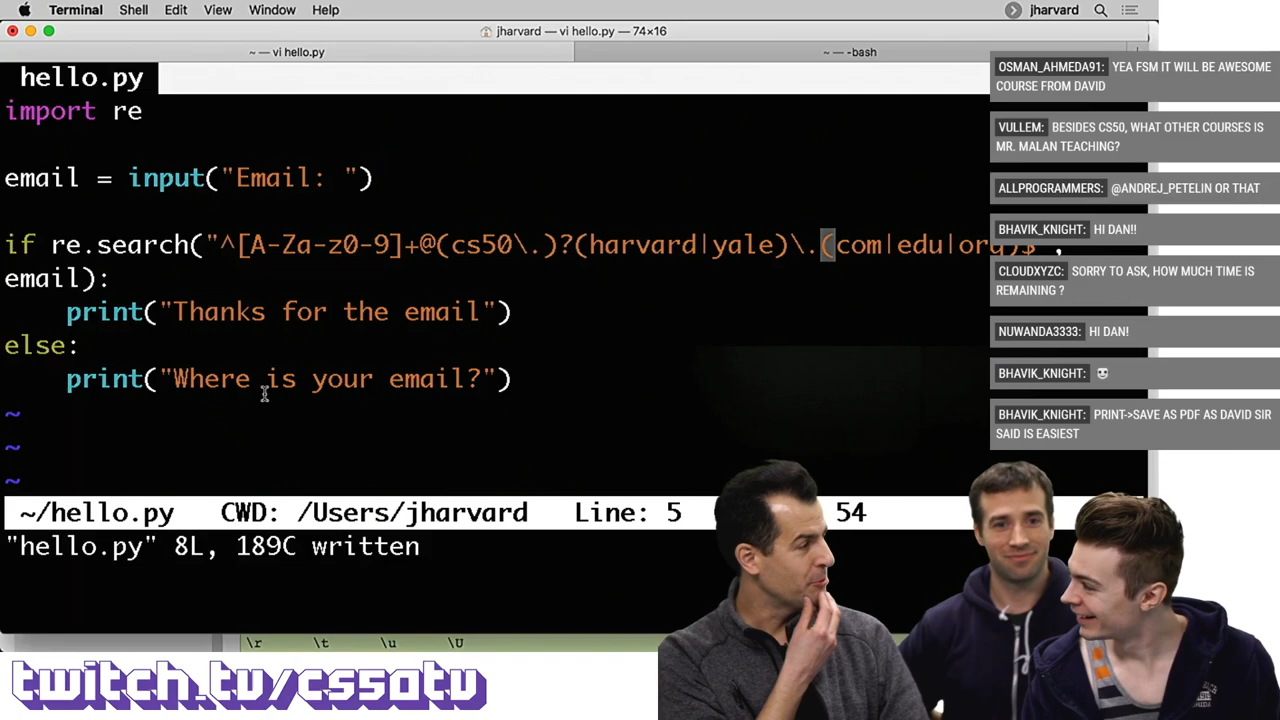 Terminal Shell Edit View Window Help jharvard
jharvard — vi hello.py — 74×16
~ — vi hello.py
~ — -bash
hello.py
import re
email = input("Email: ")
if re.search("^[A-Za-z0-9]+@(cs50\.)?(harvard|yale)\.(com|edu|org)$",
email):
    print("Thanks for the email")
else:
    print("Where is your email?")
~
~
~
~/hello.py CWD: /Users/jharvard Line: 5 54
"hello.py" 8L, 189C written
\r \t \u \U
OSMAN_AHMEDA91: YEA FSM IT WILL BE AWESOME
COURSE FROM DAVID
VULLEM: BESIDES CS50, WHAT OTHER COURSES IS
MR. MALAN TEACHING?
ALLPROGRAMMERS: @ANDREJ_PETELIN OR THAT
BHAVIK_KNIGHT: HI DAN!!
CLOUDXYZC: SORRY TO ASK, HOW MUCH TIME IS
REMAINING ?
NUWANDA3333: HI DAN!
BHAVIK_KNIGHT:
BHAVIK_KNIGHT: PRINT->SAVE AS PDF AS DAVID SIR
SAID IS EASIEST
twitch.tv/cs50tv